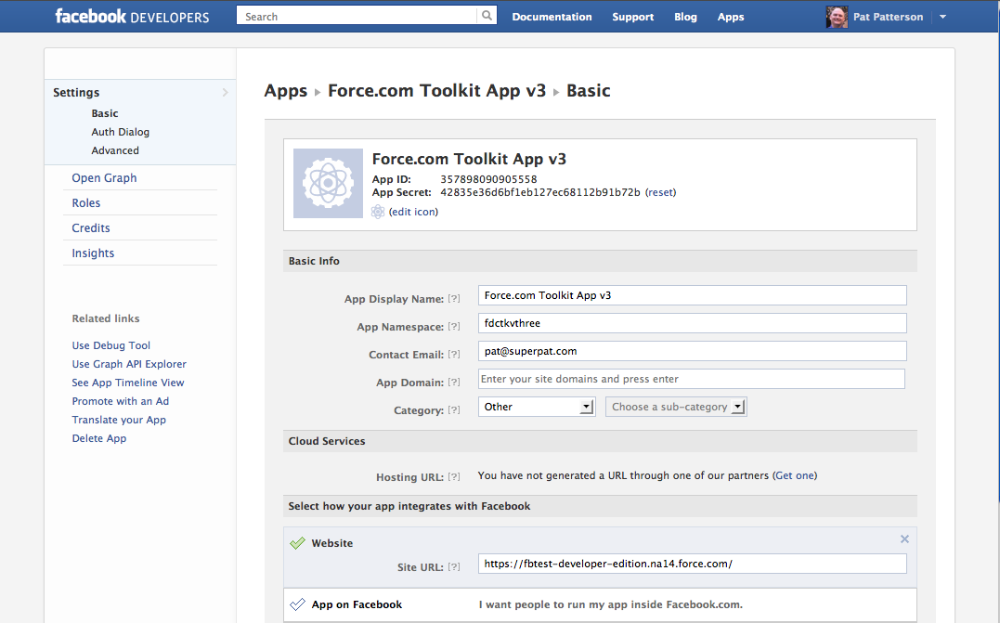 facebook DEVELOPERS Search Documentation Support Blog Apps Pat Patterson
Settings
Basic
Auth Dialog
Advanced
Open Graph
Roles
Credits
Insights
Related links
Use Debug Tool
Use Graph API Explorer
See App Timeline View
Promote with an Ad
Translate your App
Delete App
Apps ▸ Force.com Toolkit App v3 ▸ Basic
Force.com Toolkit App v3
App ID: 357898090905558
App Secret: 42835e36d6bf1eb127ec68112b91b72b (reset)
(edit icon)
Basic Info
App Display Name: [?] Force.com Toolkit App v3
App Namespace: [?] fdctkvthree
Contact Email: [?] pat@superpat.com
App Domain: [?] Enter your site domains and press enter
Category: [?] Other Choose a sub-category
Cloud Services
Hosting URL: [?] You have not generated a URL through one of our partners (Get one)
Select how your app integrates with Facebook
Website
Site URL: [?] https://fbtest-developer-edition.na14.force.com/
App on Facebook I want people to run my app inside Facebook.com.